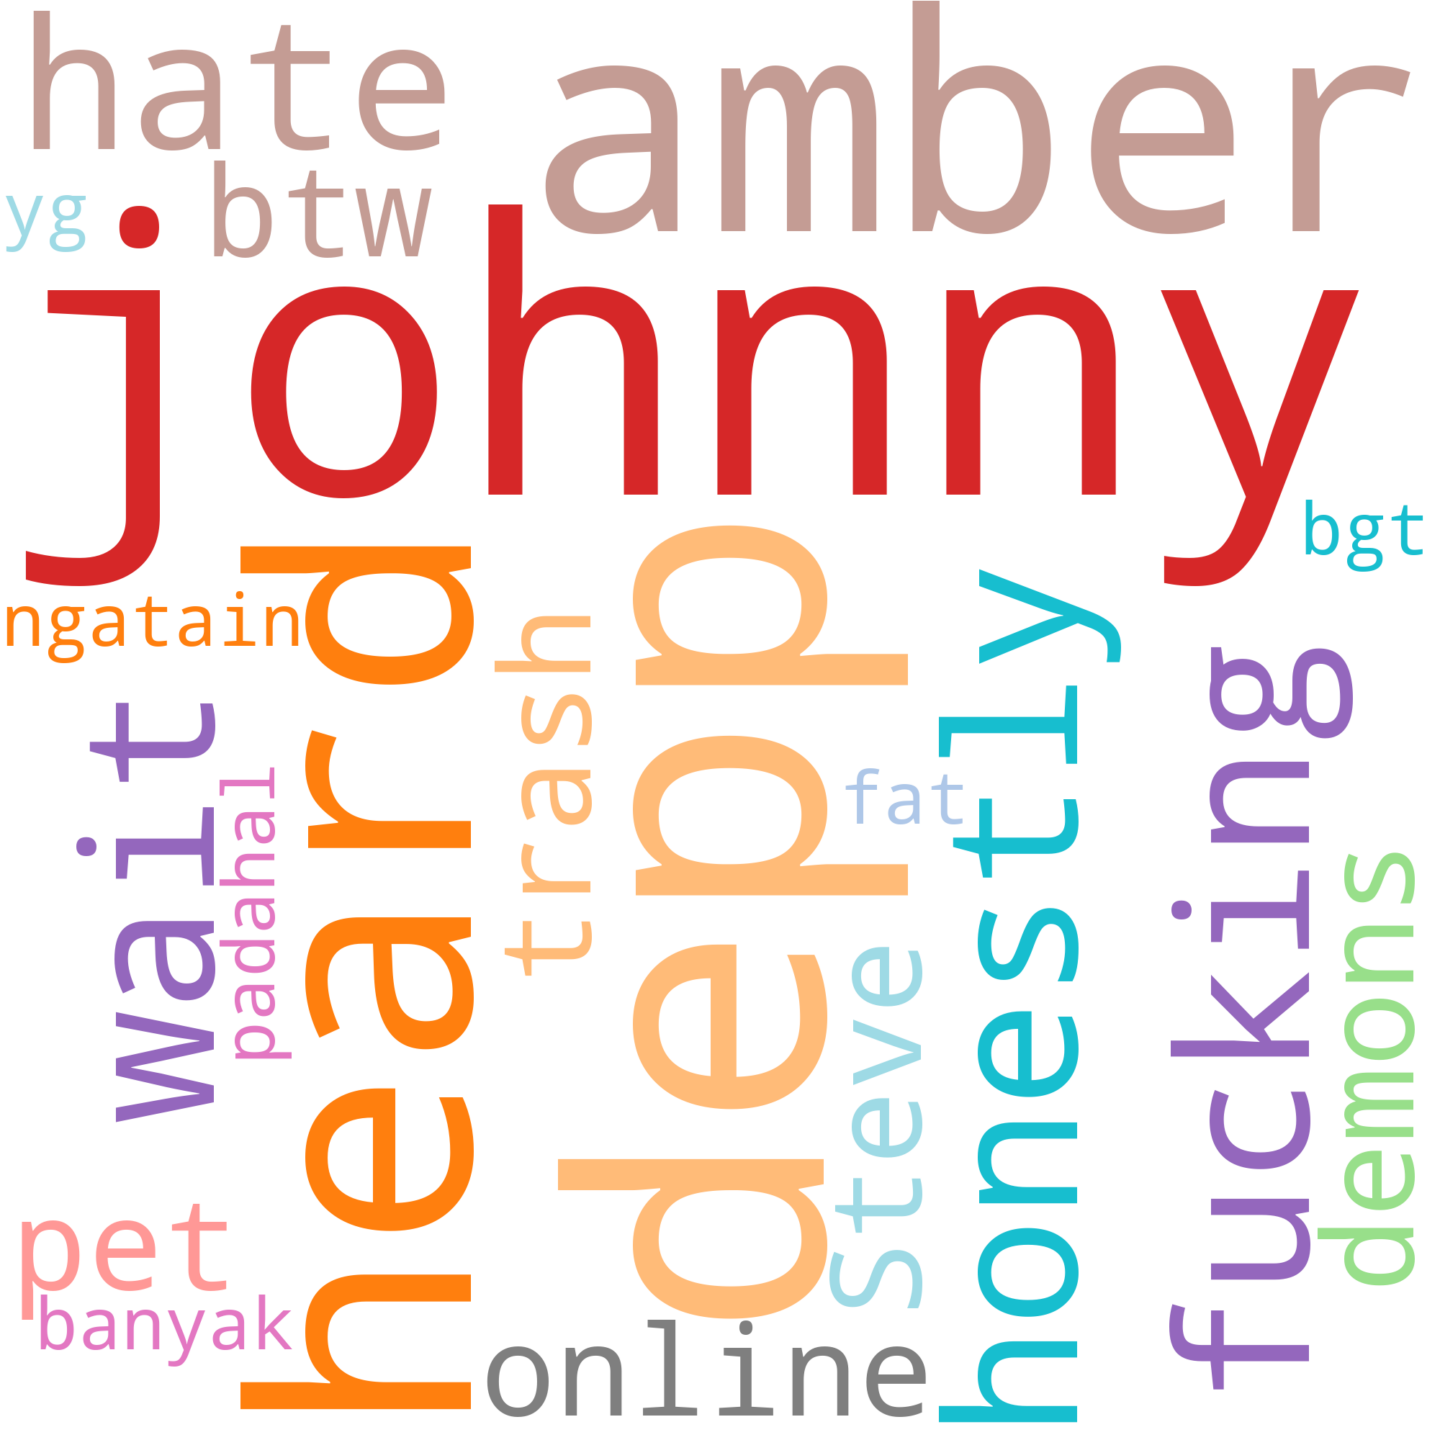 hate
amber
yg
btw
johnny
bgt
ngatain
heard
depp
trash
honestly
fucking
wait
padahal
fat
demons
steve
pet
banyak
online